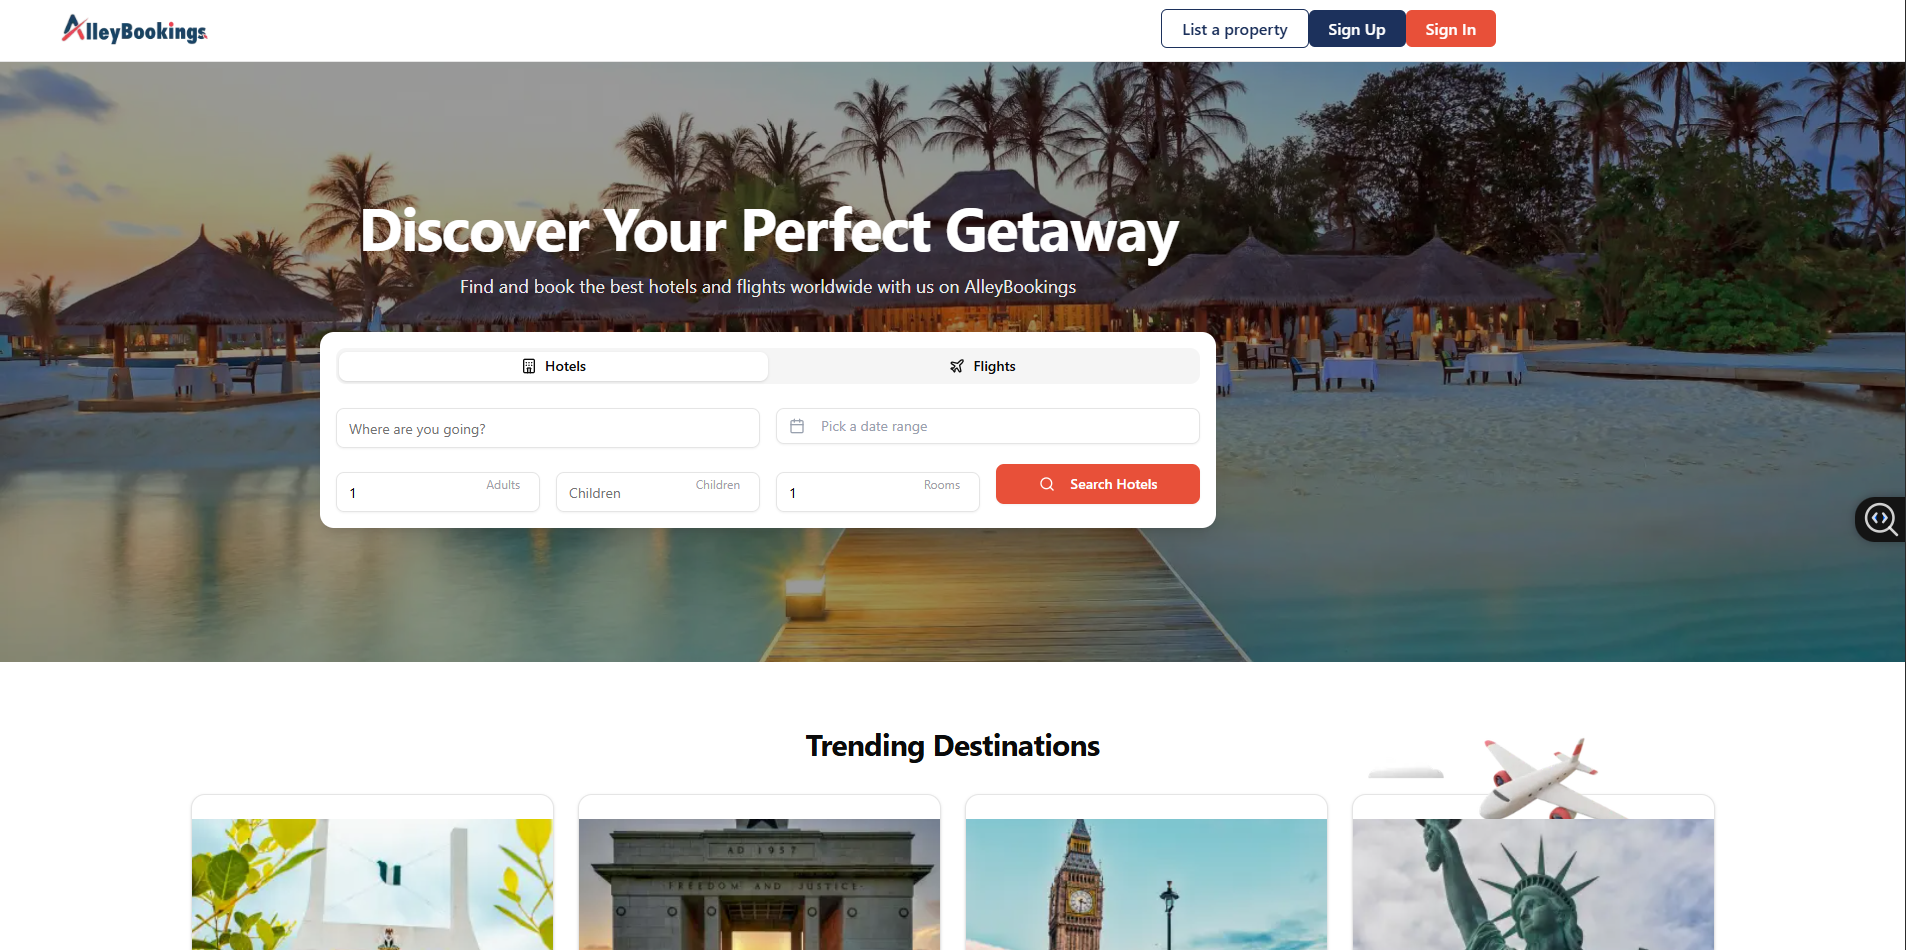 AlleyBookings
List a property
Sign Up
Sign In
Discover Your Perfect Getaway
Find and book the best hotels and flights worldwide with us on AlleyBookings
Hotels
Flights
Where are you going?
Pick a date range
1
Adults
Children
Children
1
Rooms
Search Hotels
Trending Destinations
AD 1957
FREEDOM AND JUSTICE